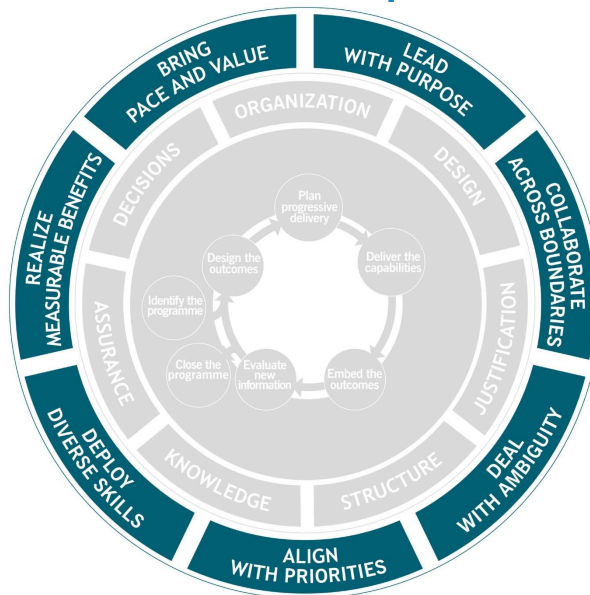 BRING
PACE AND VALUE
LEAD
WITH PURPOSE
COLLABORATE
ACROSS BOUNDARIES
DEAL
WITH AMBIGUITY
ALIGN
WITH PRIORITIES
DEPLOY
DIVERSE SKILLS
REALIZE
MEASURABLE BENEFITS
ORGANIZATION
DESIGN
JUSTIFICATION
STRUCTURE
KNOWLEDGE
ASSURANCE
DECISIONS
Plan
progressive
delivery
Deliver the
capabilities
Embed the
outcomes
Evaluate
new
information
Close the
programme
Identify the
programme
Design the
outcomes